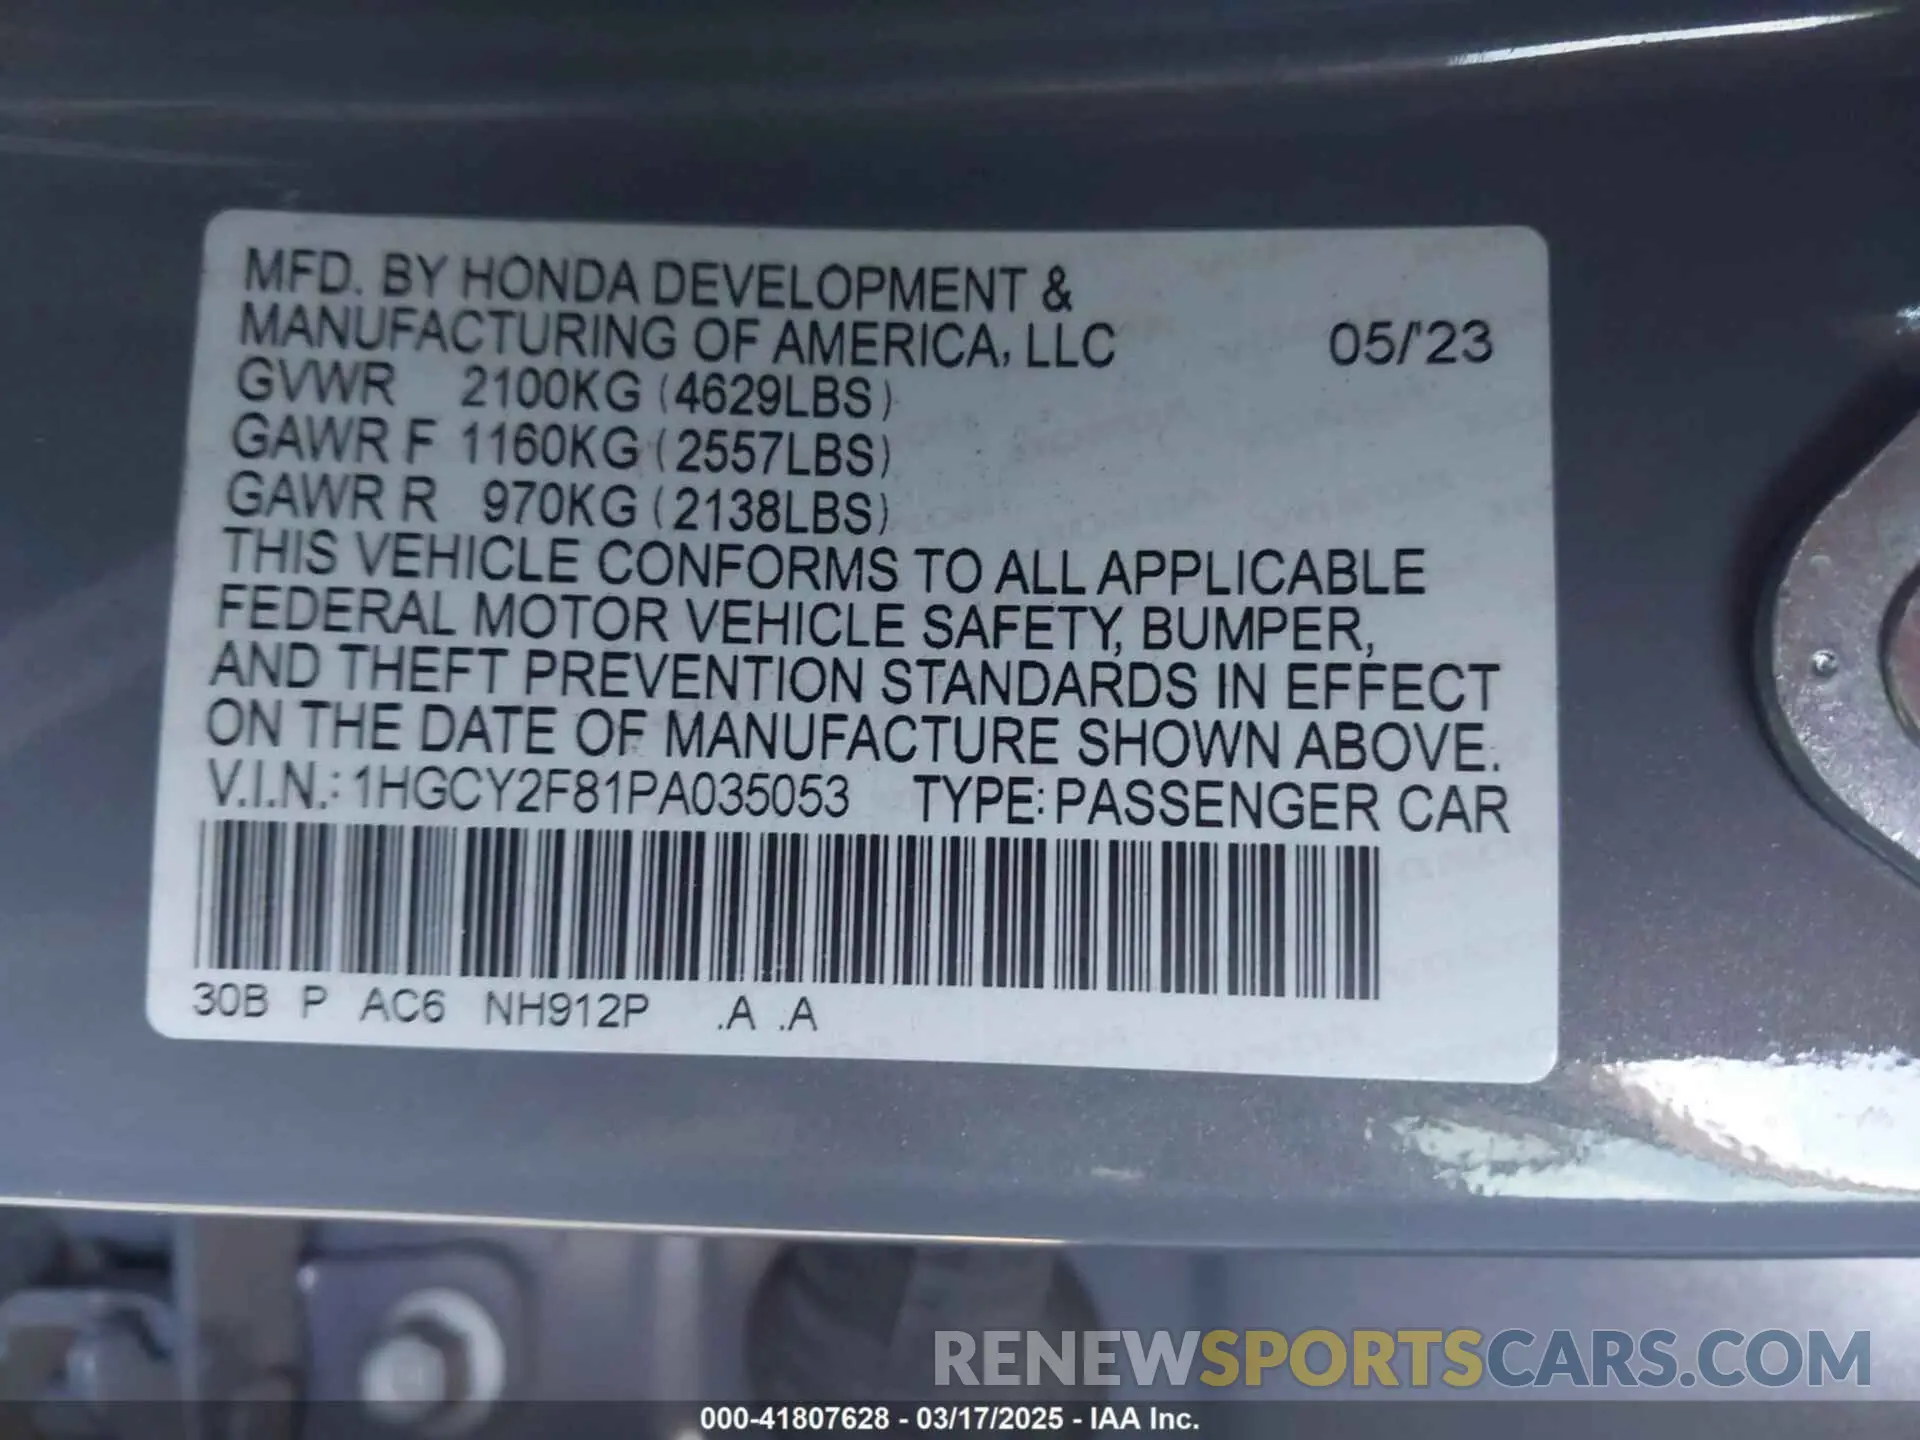 MFD. BY HONDA DEVELOPMENT &
MANUFACTURING OF AMERICA, LLC 05/'23
GVWR 2100KG (4629LBS)
GAWR F 1160KG (2557LBS)
GAWR R 970KG (2138LBS)
THIS VEHICLE CONFORMS TO ALL APPLICABLE
FEDERAL MOTOR VEHICLE SAFETY, BUMPER,
AND THEFT PREVENTION STANDARDS IN EFFECT
ON THE DATE OF MANUFACTURE SHOWN ABOVE.
V.I.N.: 1HGCY2F81PA035053 TYPE: PASSENGER CAR
30B P AC6 NH912P .A .A
RENEWSPORTSCARS.COM
000-41807628 - 03/17/2025 - IAA Inc.